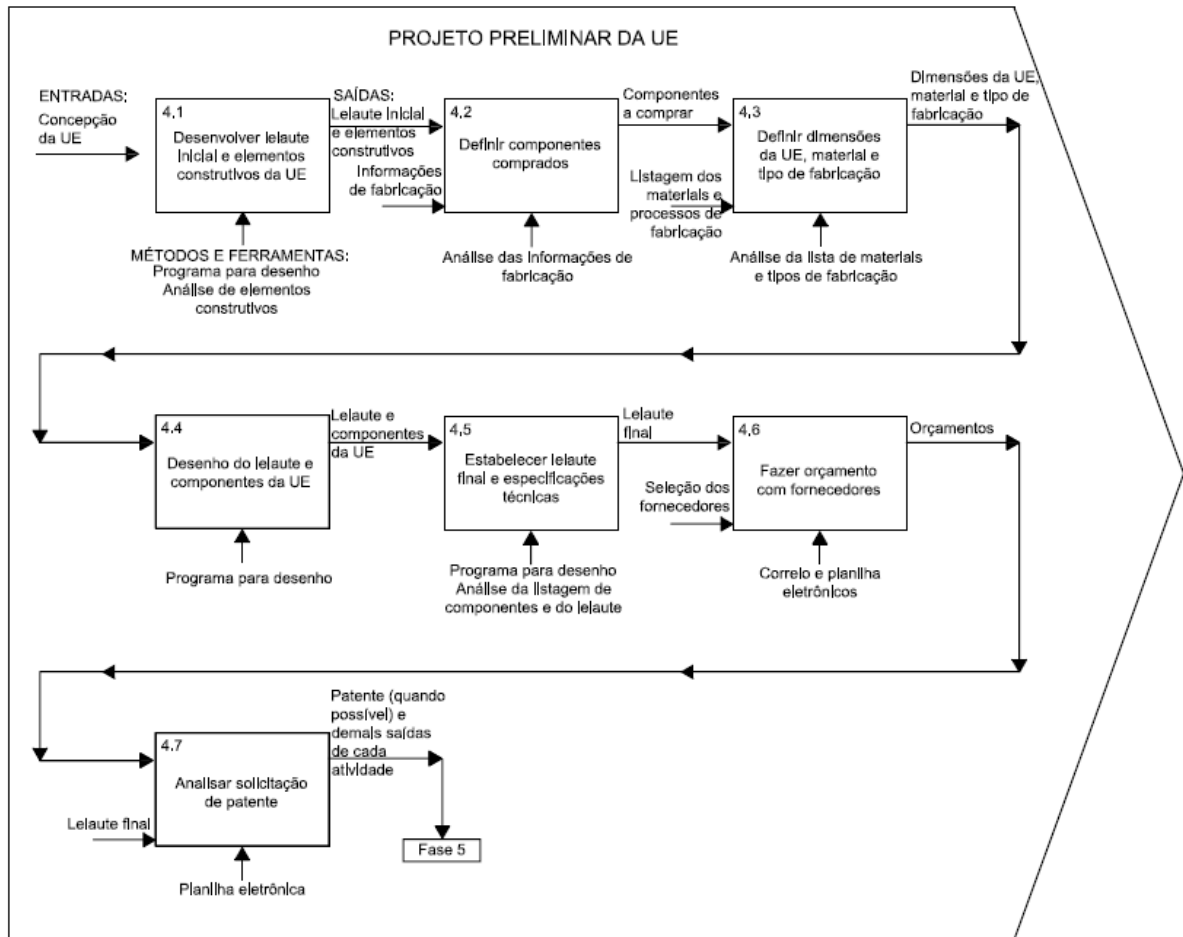 PROJETO PRELIMINAR DA UE
ENTRADAS:
Concepção
da UE
4.1
Desenvolver leiaute
inicial e elementos
construtivos da UE
MÉTODOS E FERRAMENTAS:
Programa para desenho
Análise de elementos
construtivos
SAÍDAS:
Leiaute inicial
e elementos
construtivos
Informações
de fabricação
4.2
Definir componentes
comprados
Análise das informações de
fabricação
Componentes
a comprar
Listagem dos
materiais e
processos de
fabricação
4.3
Definir dimensões
da UE, material e
tipo de fabricação
Análise da lista de materiais
e tipos de fabricação
Dimensões da UE,
material e tipo de
fabricação
4.4
Desenho do leiaute e
componentes da UE
Programa para desenho
Leiaute e
componentes
da UE
4.5
Estabelecer leiaute
final e especificações
técnicas
Programa para desenho
Análise da listagem de
componentes e do leiaute
Leiaute
final
Seleção dos
fornecedores
4.6
Fazer orçamento
com fornecedores
Correio e planilha
eletrônicos
Orçamentos
4.7
Analisar solicitação
de patente
Leiaute final
Planilha eletrônica
Patente (quando
possível) e
demais saídas
de cada
atividade
Fase 5